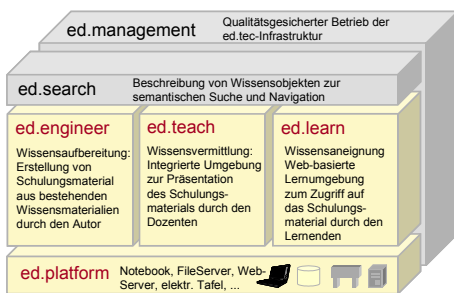 ed.management
Qualitätsgesicherter Betrieb der
ed.tec-Infrastruktur
ed.search
Beschreibung von Wissensobjekten zur
semantischen Suche und Navigation
ed.engineer
Wissensaufbereitung:
Erstellung von
Schulungsmaterial
aus bestehenden
Wissensmaterialien
durch den Autor
ed.teach
Wissensvermittlung:
Integrierte Umgebung
zur Präsentation
des Schulungs-
materials durch den
Dozenten
ed.learn
Wissensaneignung
Web-basierte
Lernumgebung
zum Zugriff auf
das Schulungs-
material durch den
Lernenden
ed.platform
Notebook, FileServer, Web-
Server, elektr. Tafel, ...